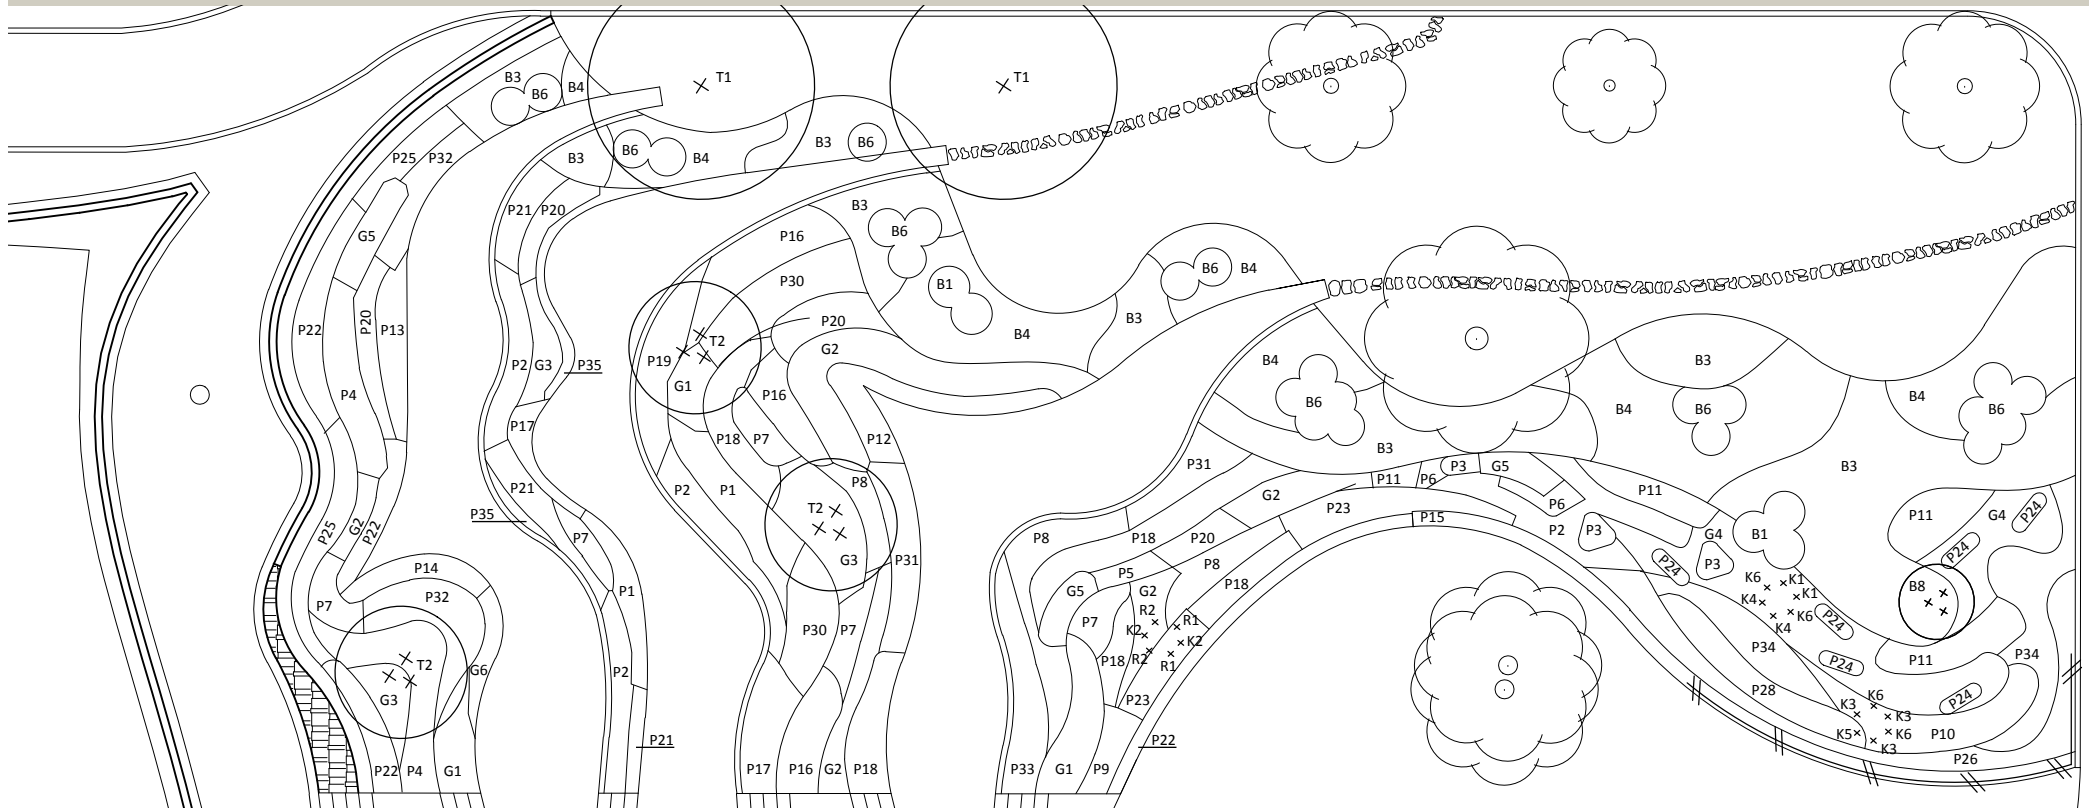 T1
T1
B3
B6
B4
B6
B3
B4
B3
B6
P25
P32
P21
P20
G5
B3
P16
B6
B6
B4
P30
B1
B3
B4
P22
P20
P13
P20
G2
P2
G3
P35
P19
T2
G1
P4
P16
B4
B6
B3
B4
B6
B4
B6
P17
P18
P7
P12
B3
B3
P31
P3
G5
P11
P6
P11
P21
P2
P1
P8
G2
P6
P25
G2
P22
P35
P7
T2
P23
P15
P2
P3
G4
B1
P11
G4
P24
P8
P18
P20
P24
P14
G3
P31
P5
P8
P24
P3
P32
P7
P1
G5
G2
P18
K6
K1
K1
B8
K4
K6
P24
K4
R2
R1
P7
K2
K2
P30
P7
R2
R1
P18
P34
P24
P11
P34
T2
G6
G3
P2
P23
P28
K6
P24
K3
K3
K5
K6
P10
K3
P21
P22
P26
P22
P4
G1
P17
P16
G2
P18
P33
G1
P9